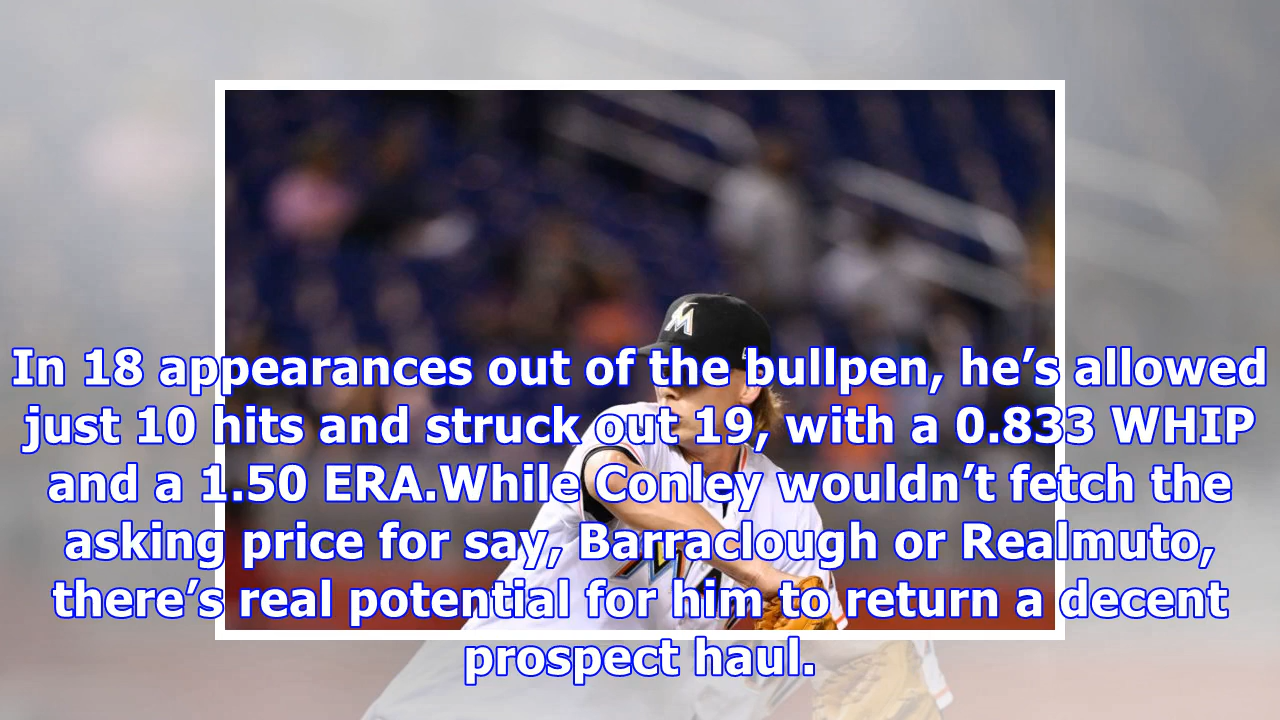 In 18 appearances out of the bullpen, he’s allowed
just 10 hits and struck out 19, with a 0.833 WHIP
and a 1.50 ERA.While Conley wouldn’t fetch the
asking price for say, Barraclough or Realmuto,
there’s real potential for him to return a decent
prospect haul.